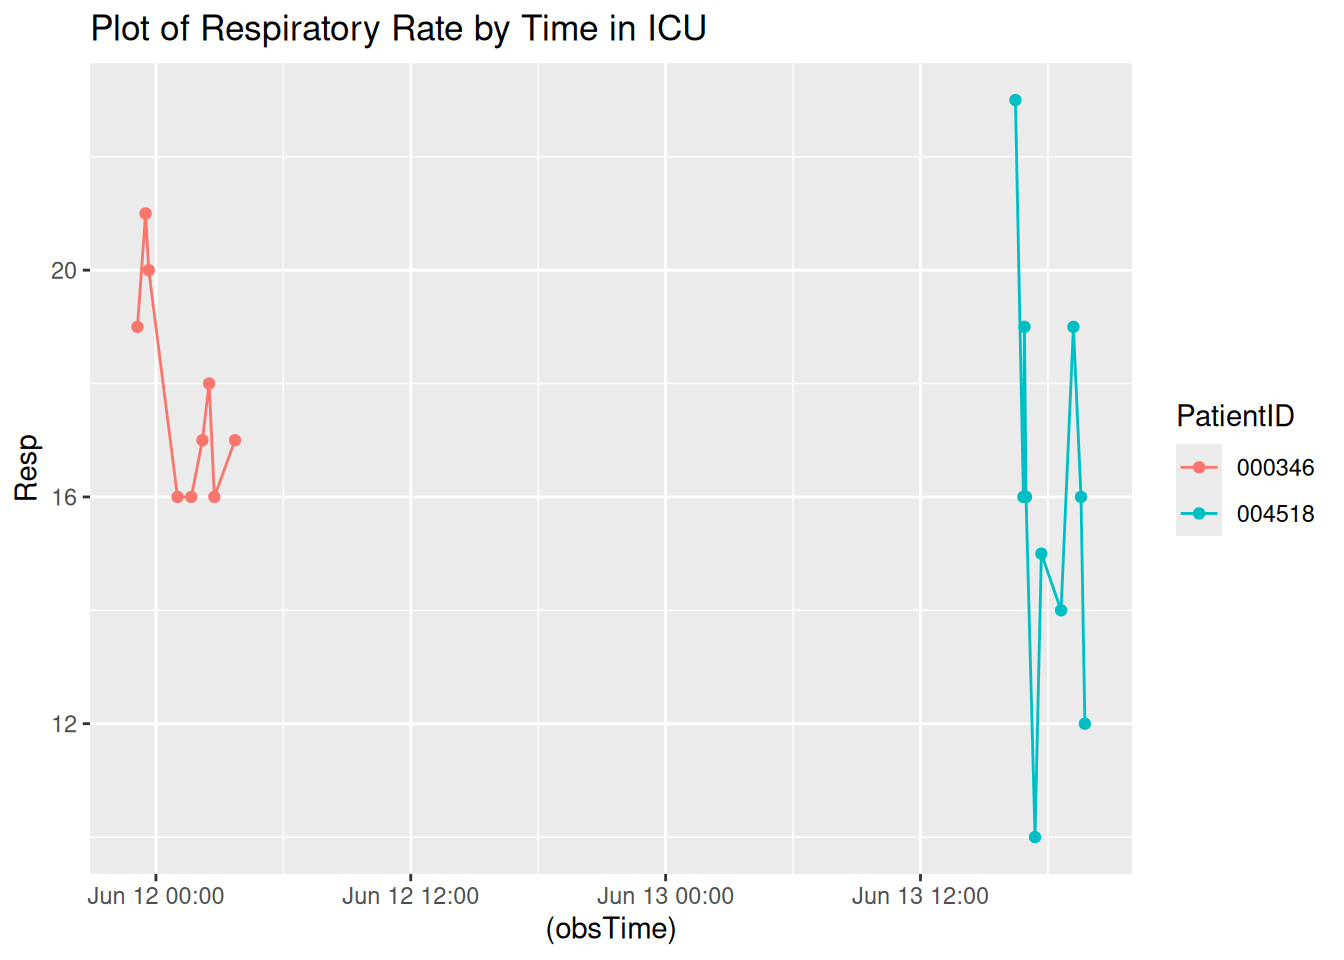 Plot of Respiratory Rate by Time in ICU
Resp
20
16
12
Jun 12 00:00
Jun 12 12:00
Jun 13 00:00
Jun 13 12:00
(obsTime)
PatientID
000346
004518